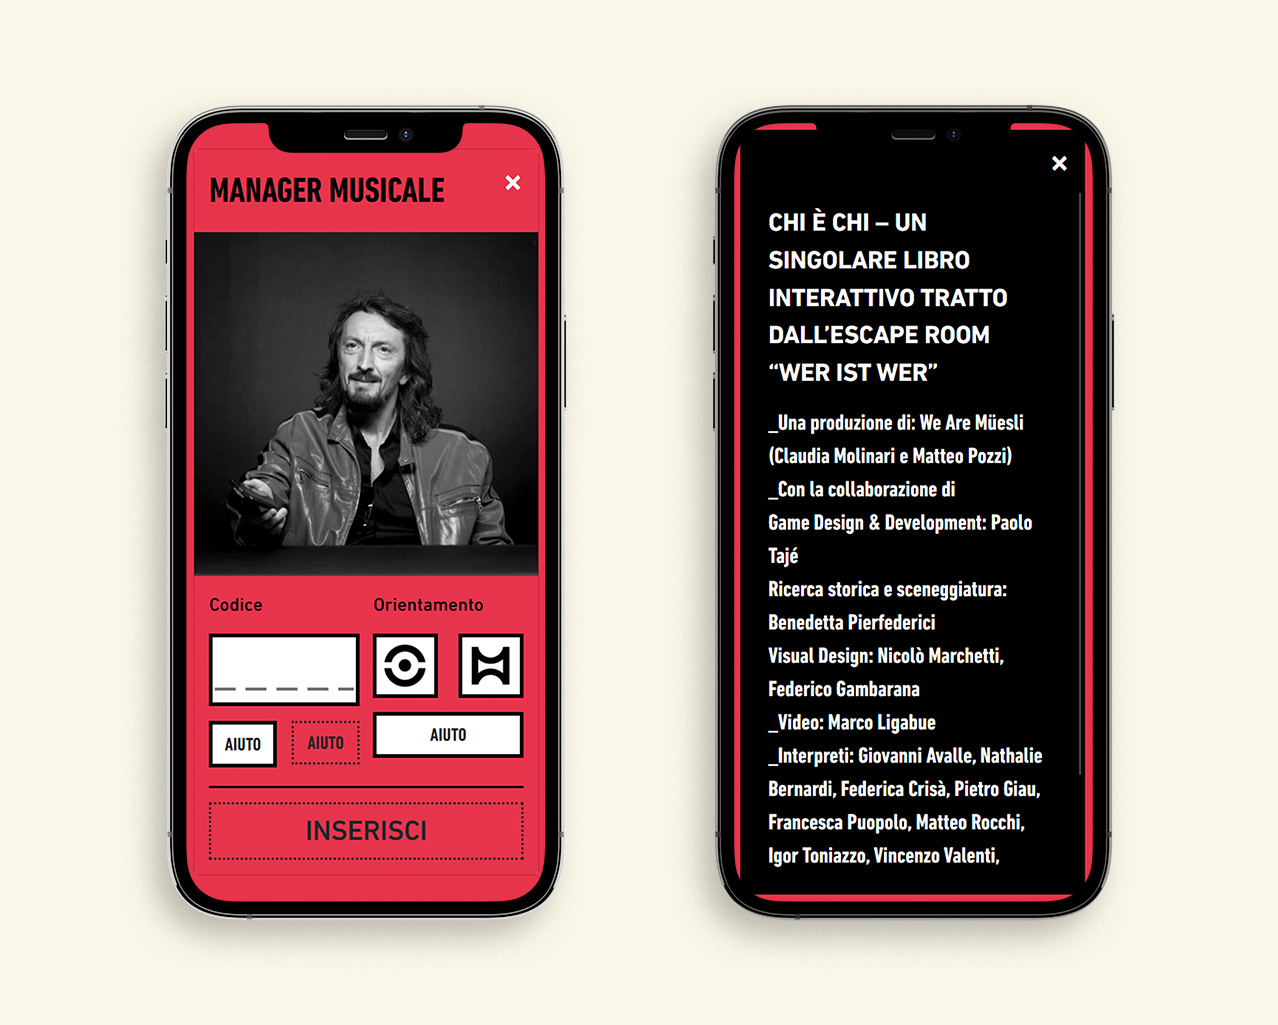 MANAGER MUSICALE
Codice
Orientamento
AIUTO
AIUTO
AIUTO
INSERISCI
CHI È CHI – UN
SINGOLARE LIBRO
INTERATTIVO TRATTO
DALL’ESCAPE ROOM
“WER IST WER”
_Una produzione di: We Are Müesli
(Claudia Molinari e Matteo Pozzi)
_Con la collaborazione di
Game Design & Development: Paolo
Tajé
Ricerca storica e sceneggiatura:
Benedetta Pierfederici
Visual Design: Nicolò Marchetti,
Federico Gambarana
_Video: Marco Ligabue
_Interpreti: Giovanni Avalle, Nathalie
Bernardi, Federica Crisà, Pietro Giau,
Francesca Puopolo, Matteo Rocchi,
Igor Toniazzo, Vincenzo Valenti,